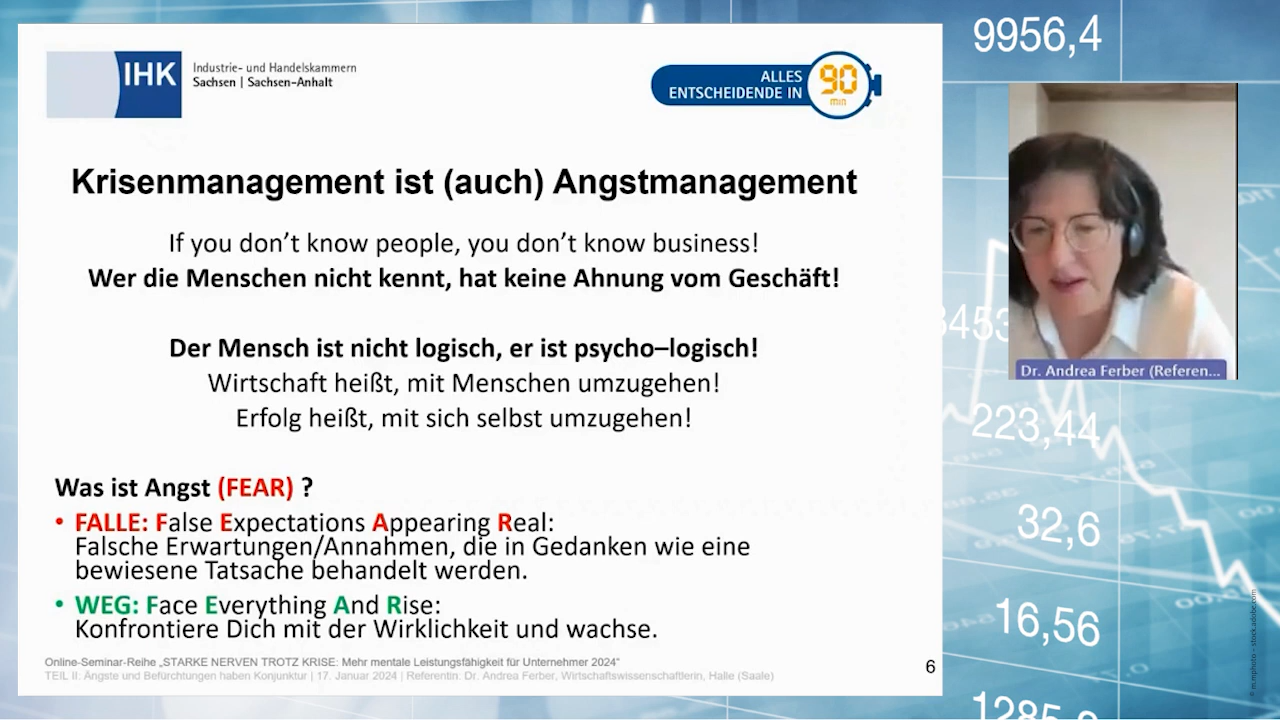 IHK
Industrie- und Handelskammern
Sachsen | Sachsen-Anhalt
ALLES
ENTSCHEIDENDE IN
90
min
Krisenmanagement ist (auch) Angstmanagement
If you don’t know people, you don’t know business!
Wer die Menschen nicht kennt, hat keine Ahnung vom Geschäft!
Der Mensch ist nicht logisch, er ist psycho–logisch!
Wirtschaft heißt, mit Menschen umzugehen!
Erfolg heißt, mit sich selbst umzugehen!
Was ist Angst (FEAR) ?
• FALLE: False Expectations Appearing Real:
Falsche Erwartungen/Annahmen, die in Gedanken wie eine
bewiesene Tatsache behandelt werden.
• WEG: Face Everything And Rise:
Konfrontiere Dich mit der Wirklichkeit und wachse.
Online-Seminar-Reihe „STARKE NERVEN TROTZ KRISE: Mehr mentale Leistungsfähigkeit für Unternehmer 2024“
TEIL II: Ängste und Befürchtungen haben Konjunktur | 17. Januar 2024 | Referentin: Dr. Andrea Ferber, Wirtschaftswissenschaftlerin, Halle (Saale)
6
9956,4
Dr. Andrea Ferber (Referen...
223,44
32,6
16,56
© m.mphoto - stock.adobe.com